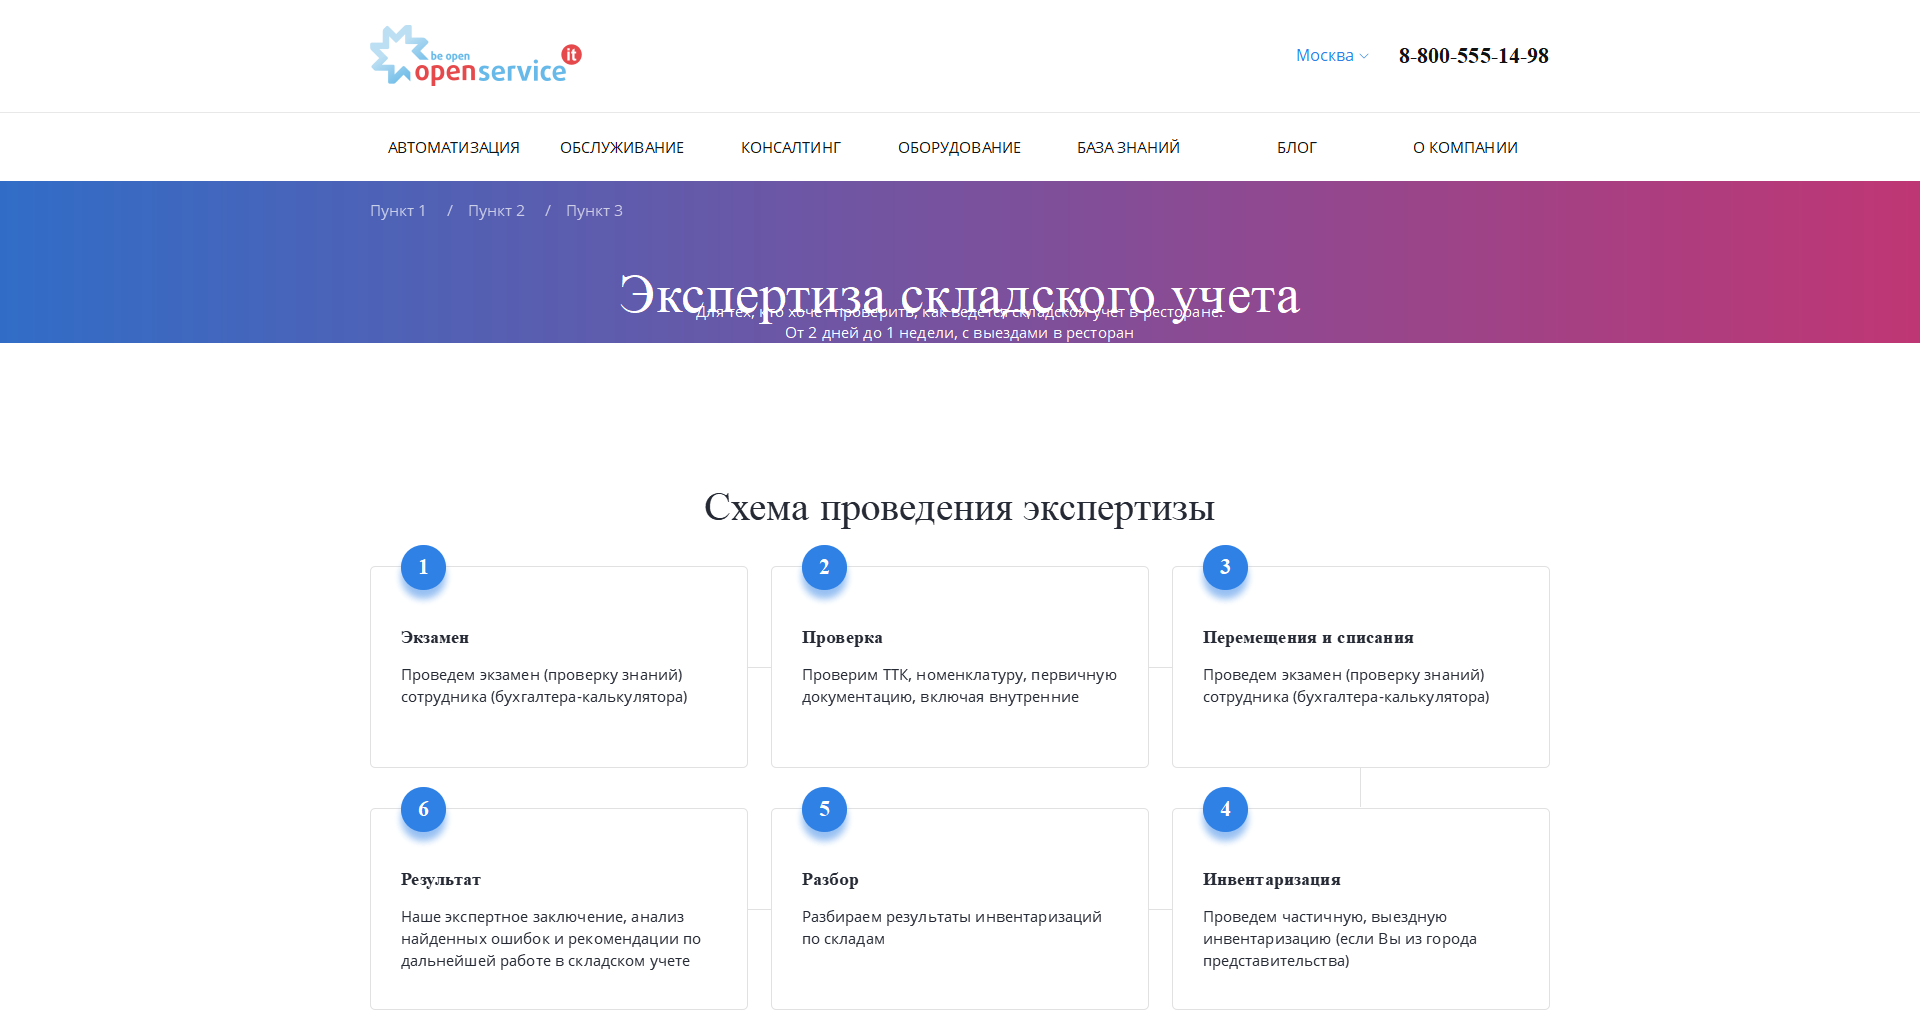 be open
openservice it
Москва
8-800-555-14-98
АВТОМАТИЗАЦИЯ
ОБСЛУЖИВАНИЕ
КОНСАЛТИНГ
ОБОРУДОВАНИЕ
БАЗА ЗНАНИЙ
БЛОГ
О КОМПАНИИ
Пункт 1 / Пункт 2 / Пункт 3
Экспертиза складского учета
Для тех, кто хочет проверить, как ведется складской учет в ресторане.
От 2 дней до 1 недели, с выездами в ресторан
Схема проведения экспертизы
1
Экзамен
Проведем экзамен (проверку знаний)
сотрудника (бухгалтера-калькулятора)
2
Проверка
Проверим ТТК, номенклатуру, первичную
документацию, включая внутренние
3
Перемещения и списания
Проведем экзамен (проверку знаний)
сотрудника (бухгалтера-калькулятора)
6
Результат
Наше экспертное заключение, анализ
найденных ошибок и рекомендации по
дальнейшей работе в складском учете
5
Разбор
Разбираем результаты инвентаризаций
по складам
4
Инвентаризация
Проведем частичную, выездную
инвентаризацию (если Вы из города
представительства)